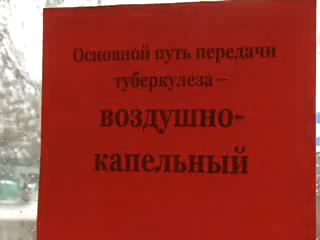 Основной путь передачи
туберкулеза –
воздушно-
капельный